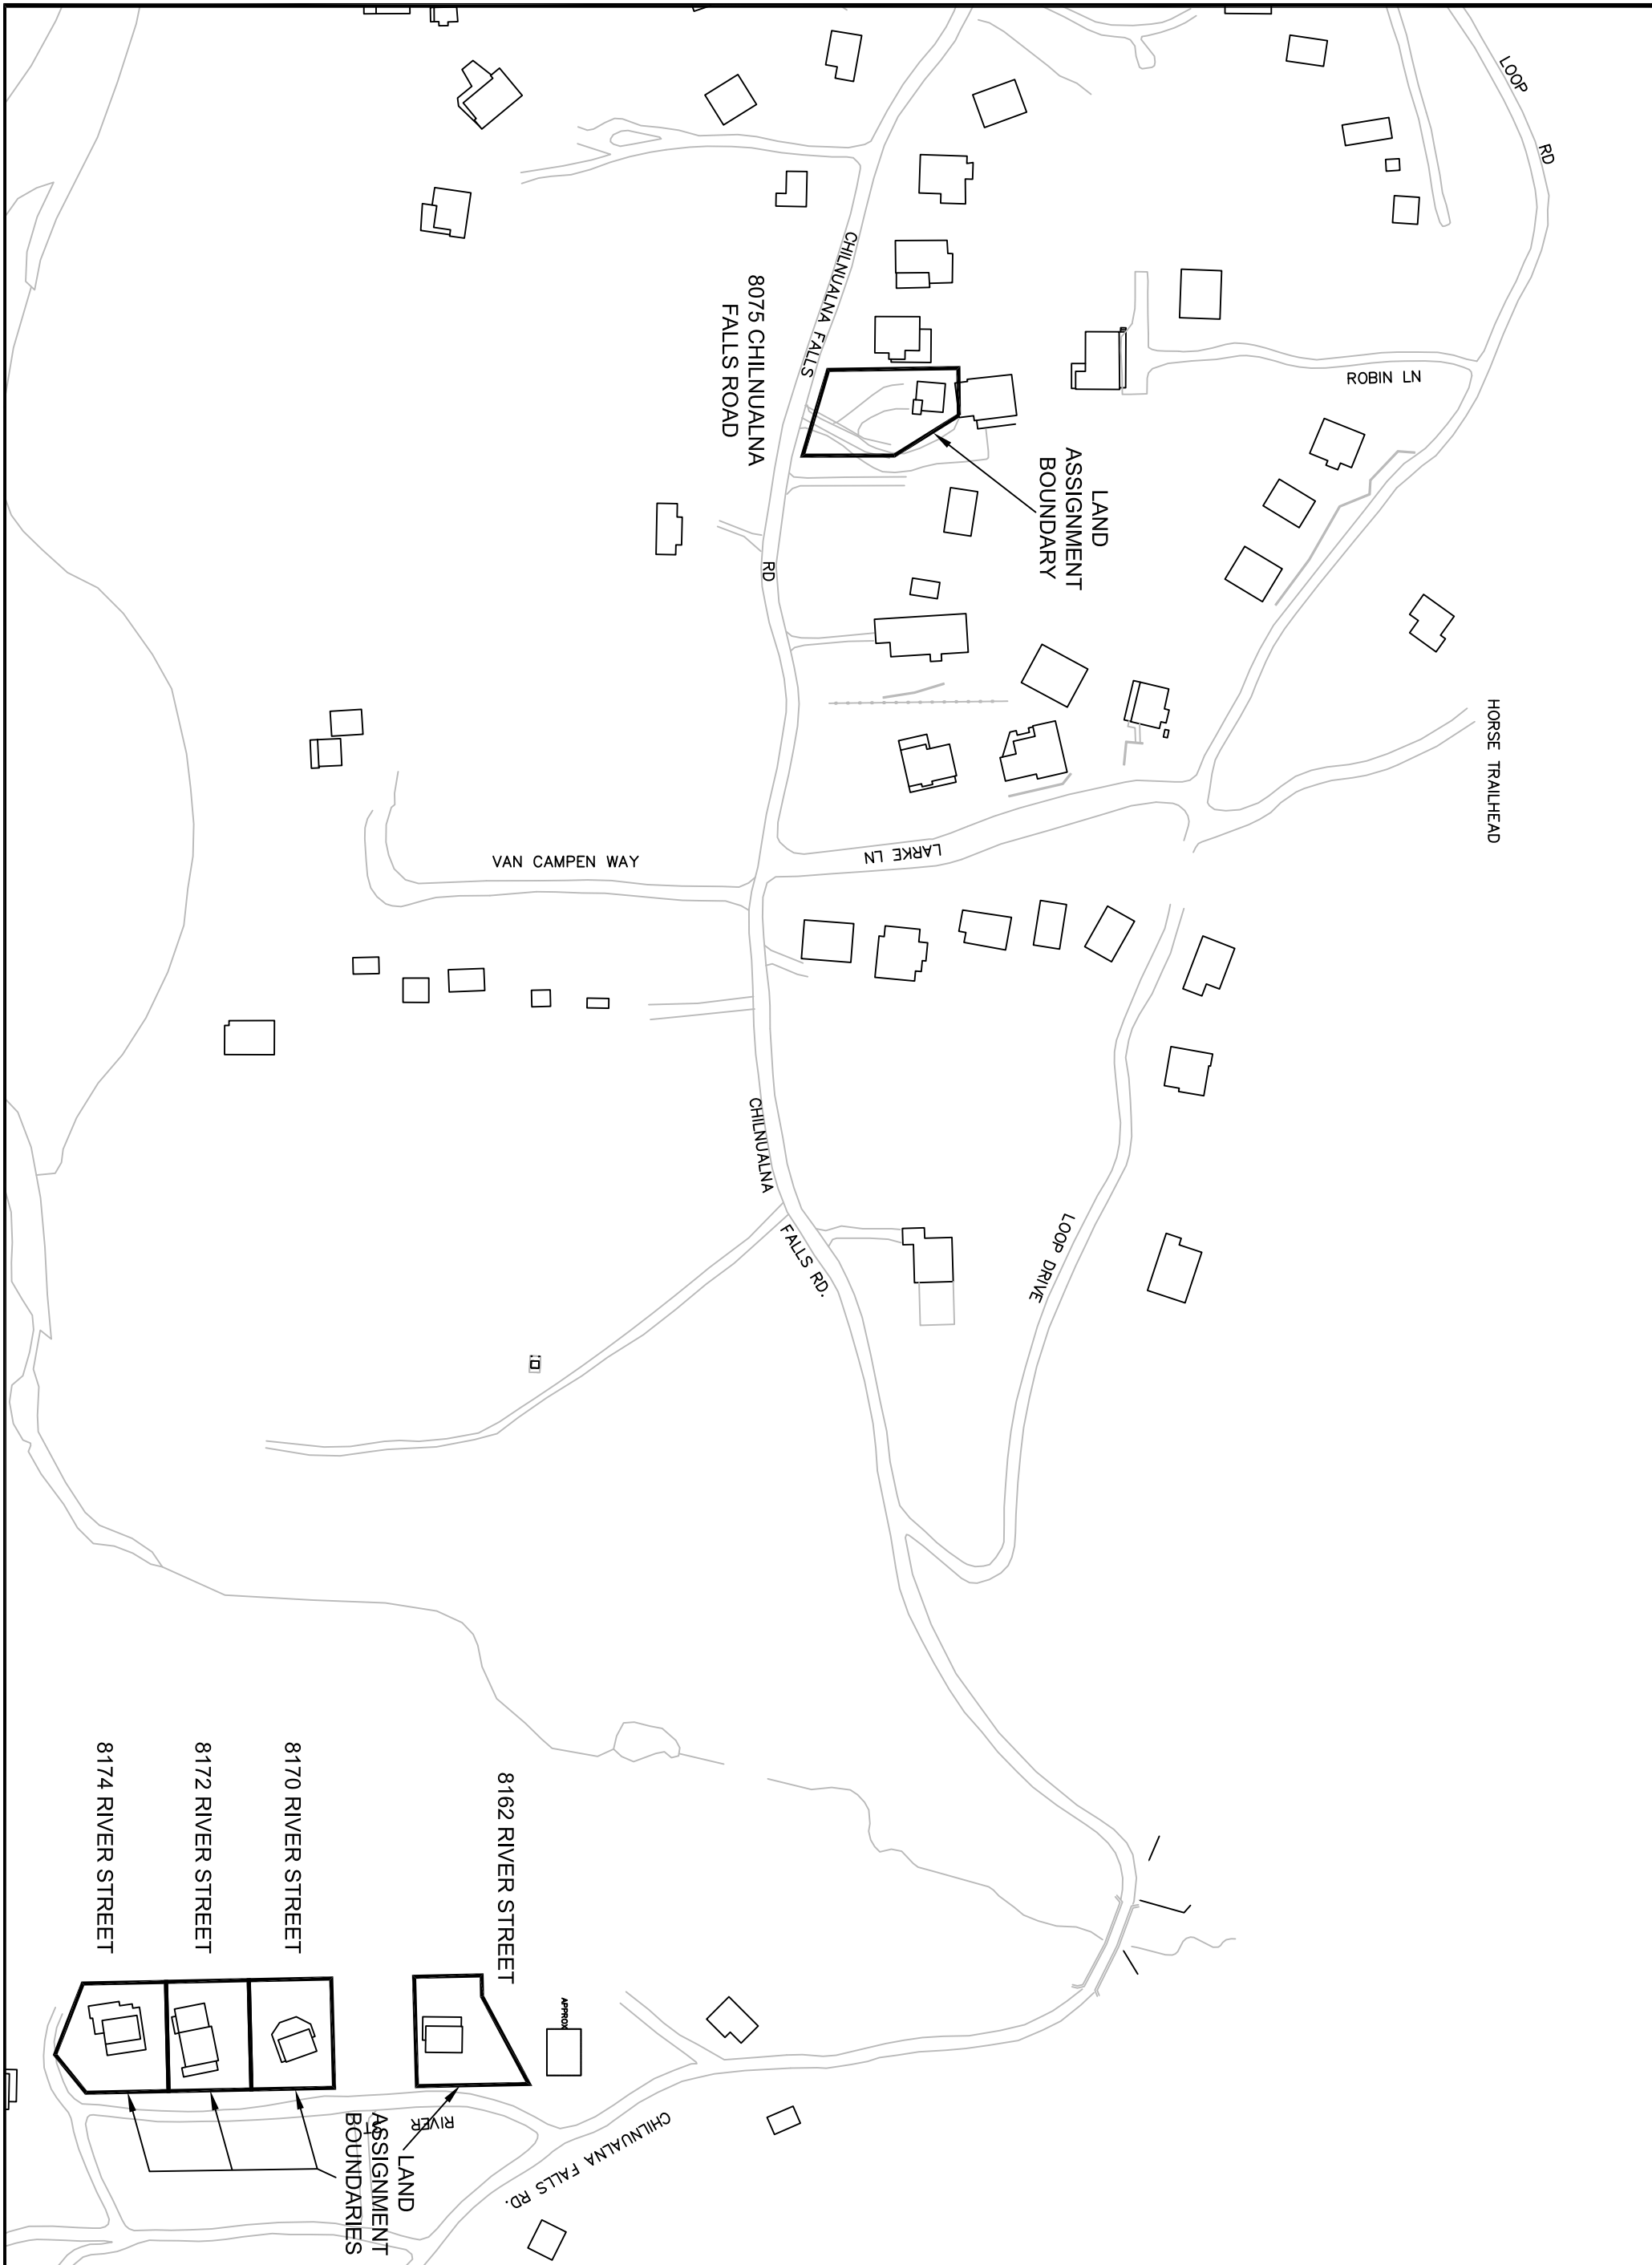 LOOP
RD
CHILNUALNA FALLS
8075 CHILNUALNA
FALLS ROAD
ROBIN LN
LAND
ASSIGNMENT
BOUNDARY
RD
HORSE TRAILHEAD
VAN CAMPEN WAY
LARKE LN
CHILNUALNA
FALLS RD.
LOOP DRIVE
8162 RIVER STREET
8170 RIVER STREET
8172 RIVER STREET
8174 RIVER STREET
APPROX
RIVER ST
LAND
ASSIGNMENT
BOUNDARIES
CHILNUALNA FALLS RD.